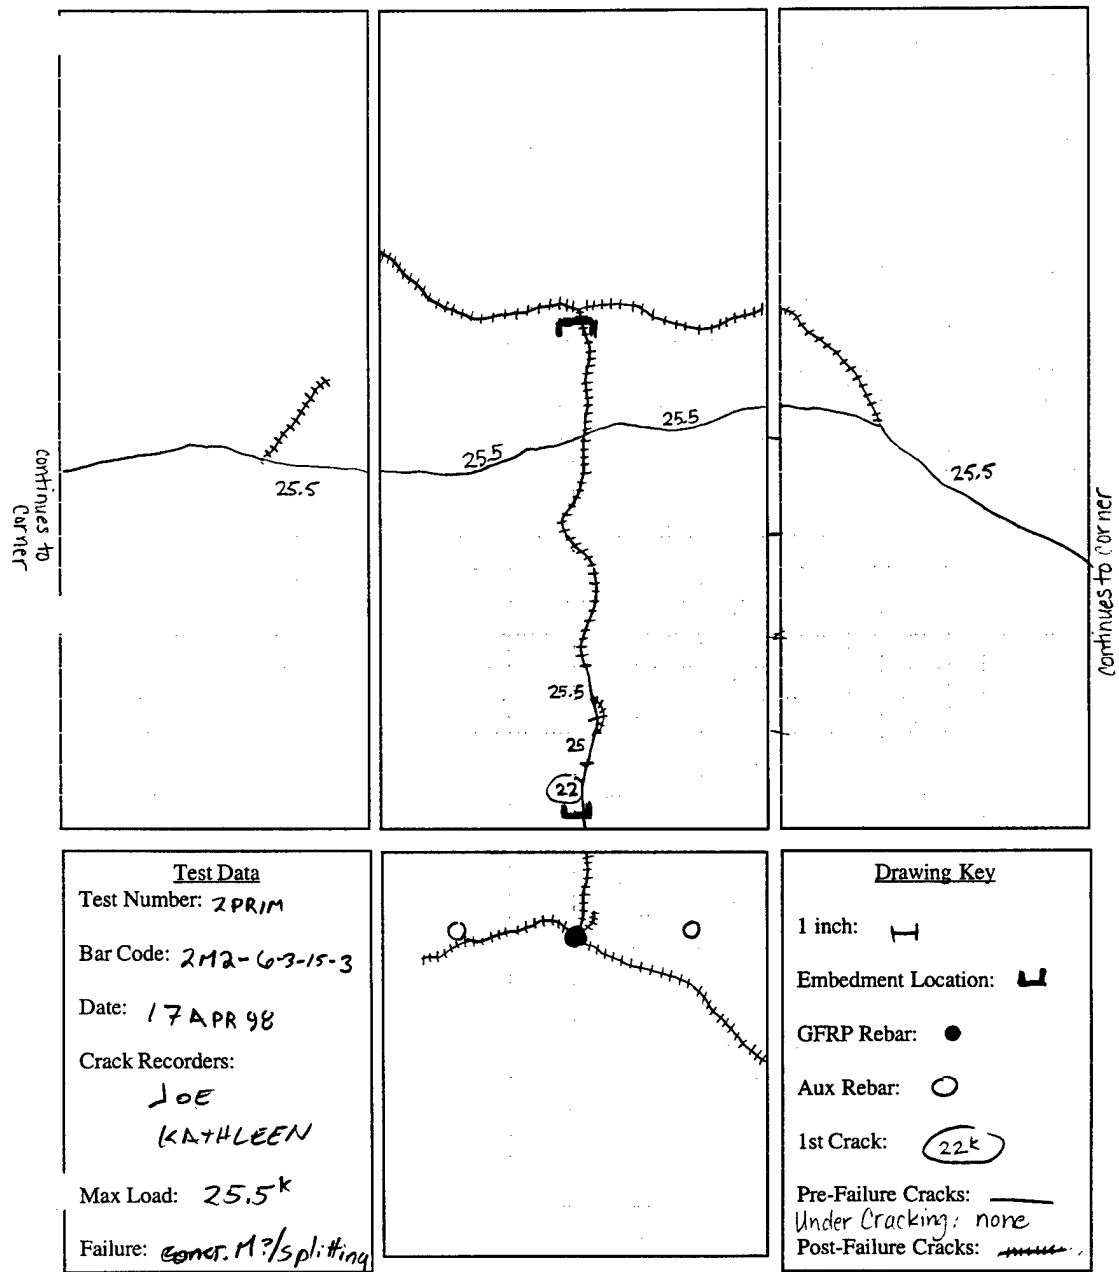 25.5
25.5
25.5
25.5
continues to
Corner
continues to corner
25.5
25
22
Test Data
Test Number: 2PRIM
Bar Code: 2M2-6-3-15-3
Date: 17 APR 98
Crack Recorders:
JOE
KATHLEEN
Max Load: 25.5 K
Failure: concr. M?/splitting
Drawing Key
1 inch:
Embedment Location:
GFRP Rebar:
Aux Rebar:
1st Crack: 22K
Pre-Failure Cracks:
Under Cracking: none
Post-Failure Cracks: